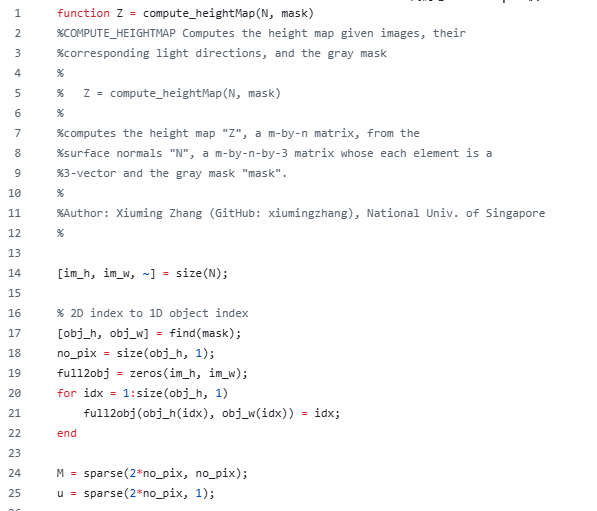 1 function Z = compute_heightMap(N, mask)
2 %COMPUTE_HEIGHTMAP Computes the height map given images, their
3 %corresponding light directions, and the gray mask
4 %
5 %   Z = compute_heightMap(N, mask)
6 %
7 %computes the height map "Z", a m-by-n matrix, from the
8 %surface normals "N", a m-by-n-by-3 matrix whose each element is a
9 %3-vector and the gray mask "mask".
10 %
11 %Author: Xiuming Zhang (GitHub: xiumingzhang), National Univ. of Singapore
12 %
13
14 [im_h, im_w, ~] = size(N);
15
16 % 2D index to 1D object index
17 [obj_h, obj_w] = find(mask);
18 no_pix = size(obj_h, 1);
19 full2obj = zeros(im_h, im_w);
20 for idx = 1:size(obj_h, 1)
21     full2obj(obj_h(idx), obj_w(idx)) = idx;
22 end
23
24 M = sparse(2*no_pix, no_pix);
25 u = sparse(2*no_pix, 1);